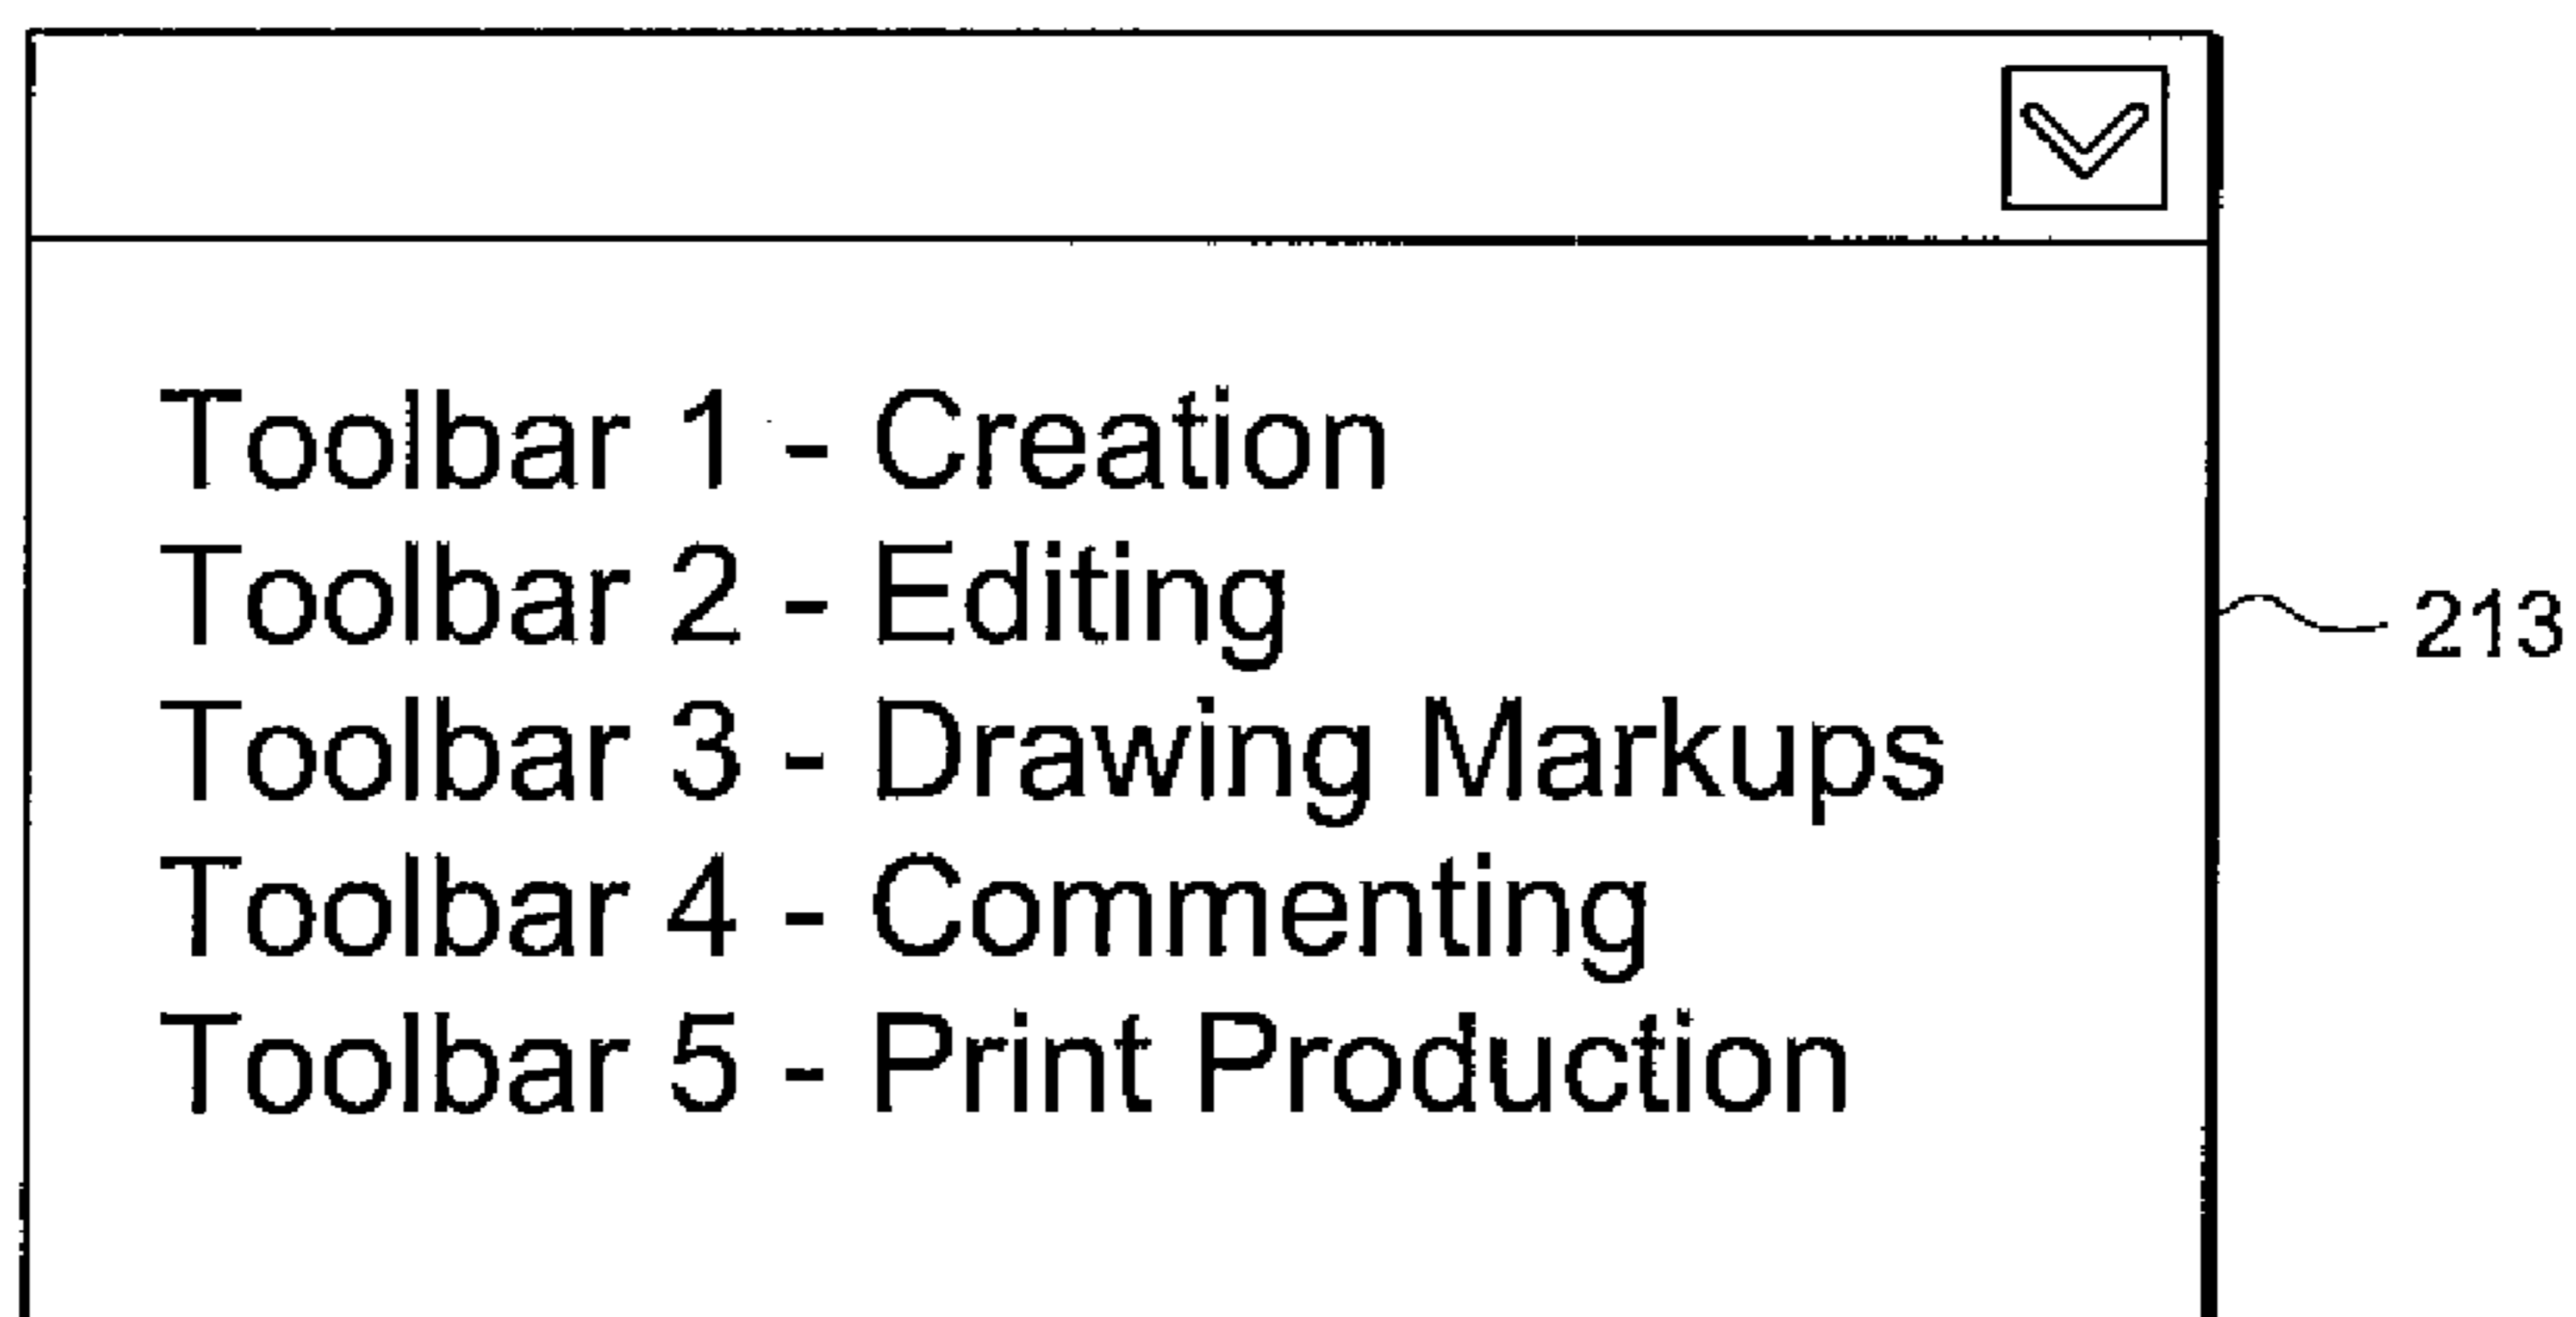 Toolbar 1 - Creation
Toolbar 2 - Editing
213
Toolbar 3 - Drawing Markups
Toolbar 4 - Commenting
Toolbar 5 - Print Production